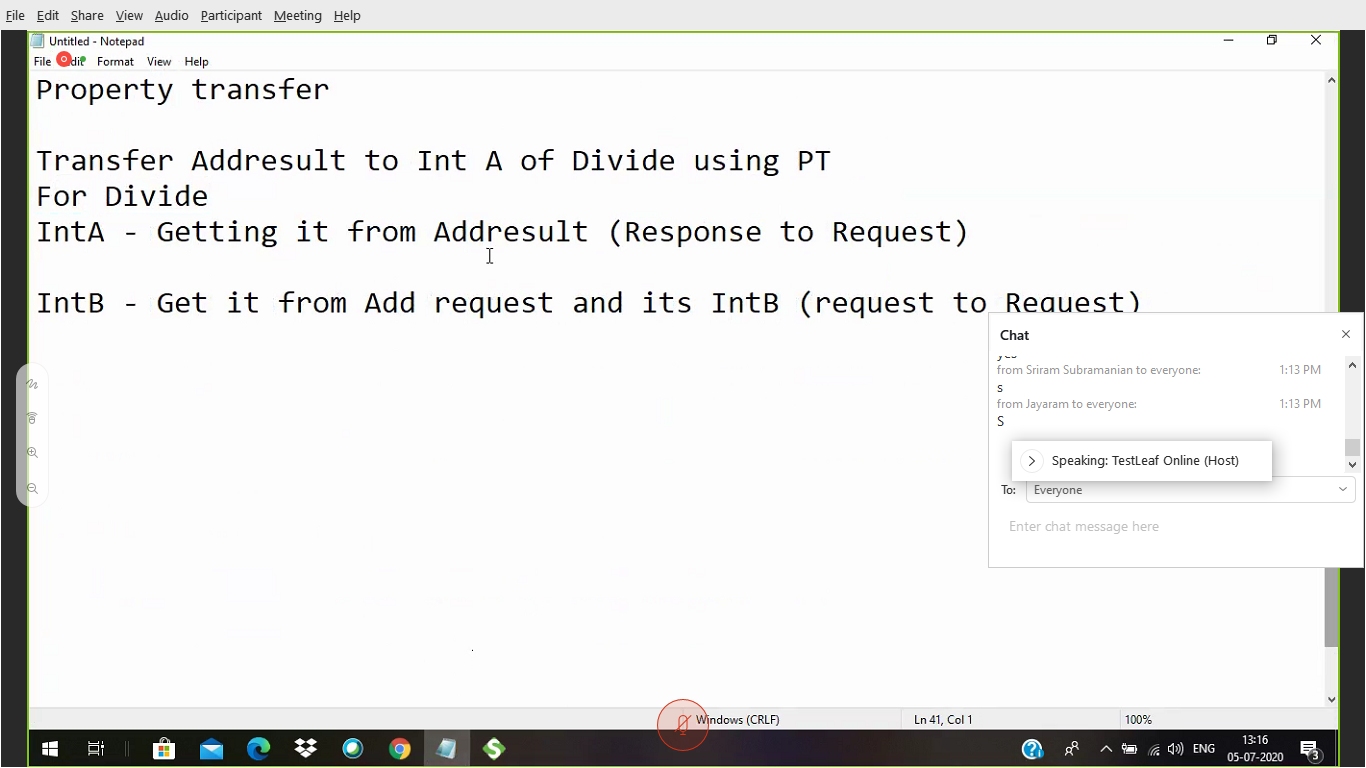 File Edit Share View Audio Participant Meeting Help
Untitled - Notepad
File Edit Format View Help
Property transfer
Transfer Addresult to Int A of Divide using PT
For Divide
IntA - Getting it from Addresult (Response to Request)
IntB - Get it from Add request and its IntB (request to Request)
Chat
yes
from Sriram Subramanian to everyone: 1:13 PM
s
from Jayaram to everyone: 1:13 PM
S
Speaking: TestLeaf Online (Host)
To: Everyone
Enter chat message here
Windows (CRLF) Ln 41, Col 1 100%
ENG 13:16
05-07-2020
3